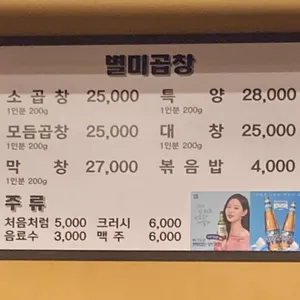 별미곱창
소 곱 창 25,000 특 양 28,000
1인분 200g 1인분 200g
모듬곱창 25,000 대 창 25,000
1인분 200g 1인분 200g
막 창 27,000 볶 음 밥 4,000
1인분 200g
주 류
처음처럼 5,000 크러시 6,000
음료수 3,000 맥 주 6,000